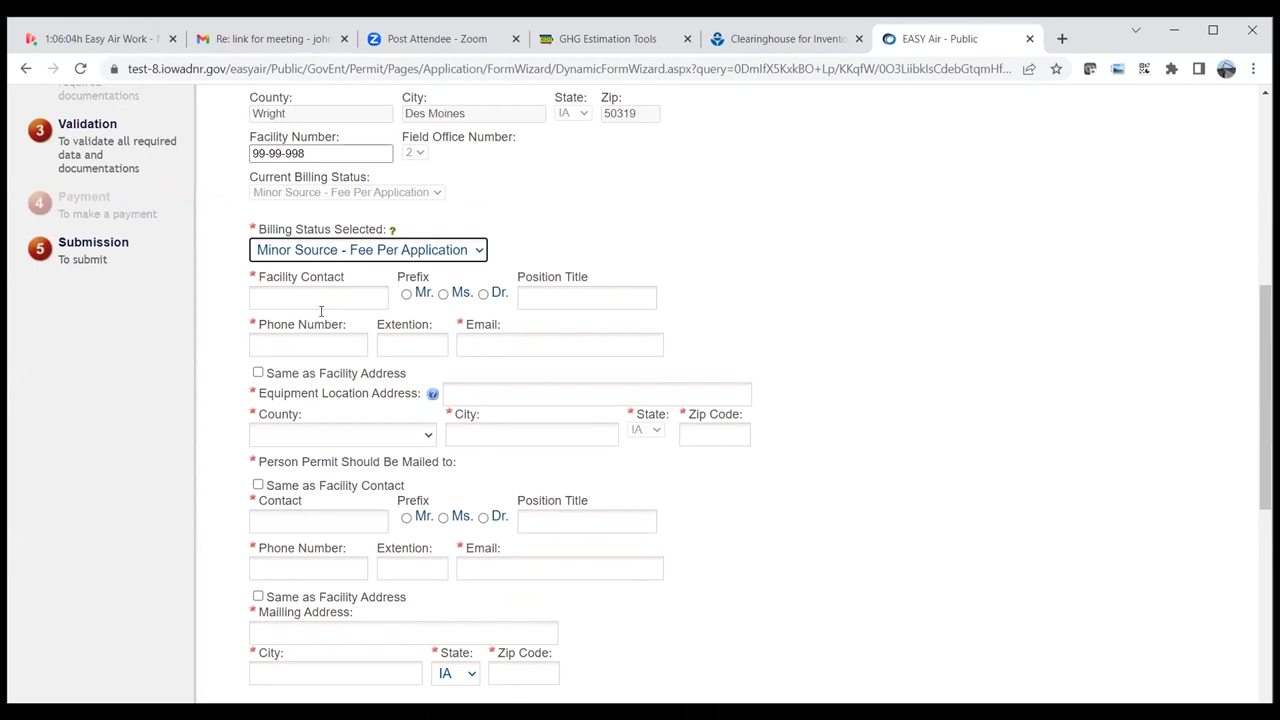 1:06:04h Easy Air Work -
Re: link for meeting - john
Post Attendee - Zoom
GHG Estimation Tools
Clearinghouse for Invento
EASY Air - Public
test-8.iowadnr.gov/easyair/Public/GovEnt/Permit/Pages/Application/FormWizard/DynamicFormWizard.aspx?query=0DmIfX5KxkBO+Lp/KKqfW/0O3LiibkIsCdebGtqmHf...
required
documentations
3 Validation
To validate all required
data and
documentations
4 Payment
To make a payment
5 Submission
To submit
County: City: State: Zip:
Wright Des Moines IA 50319
Facility Number: Field Office Number:
99-99-998 2
Current Billing Status:
Minor Source - Fee Per Application
* Billing Status Selected: ?
Minor Source - Fee Per Application
* Facility Contact Prefix Position Title
Mr. Ms. Dr.
* Phone Number: Extention: * Email:
Same as Facility Address
* Equipment Location Address: ?
* County: * City: * State: * Zip Code:
IA
* Person Permit Should Be Mailed to:
Same as Facility Contact
* Contact Prefix Position Title
Mr. Ms. Dr.
* Phone Number: Extention: * Email:
Same as Facility Address
* Mailling Address:
* City: * State: * Zip Code:
IA